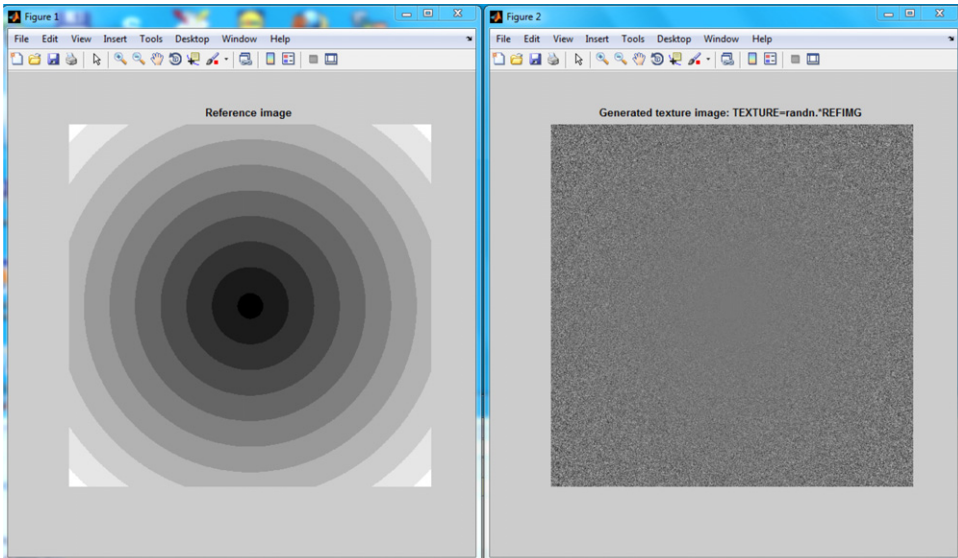 Figure 1
File Edit View Insert Tools Desktop Window Help
Reference image
Figure 2
File Edit View Insert Tools Desktop Window Help
Generated texture image: TEXTURE=randn.*REFIMG